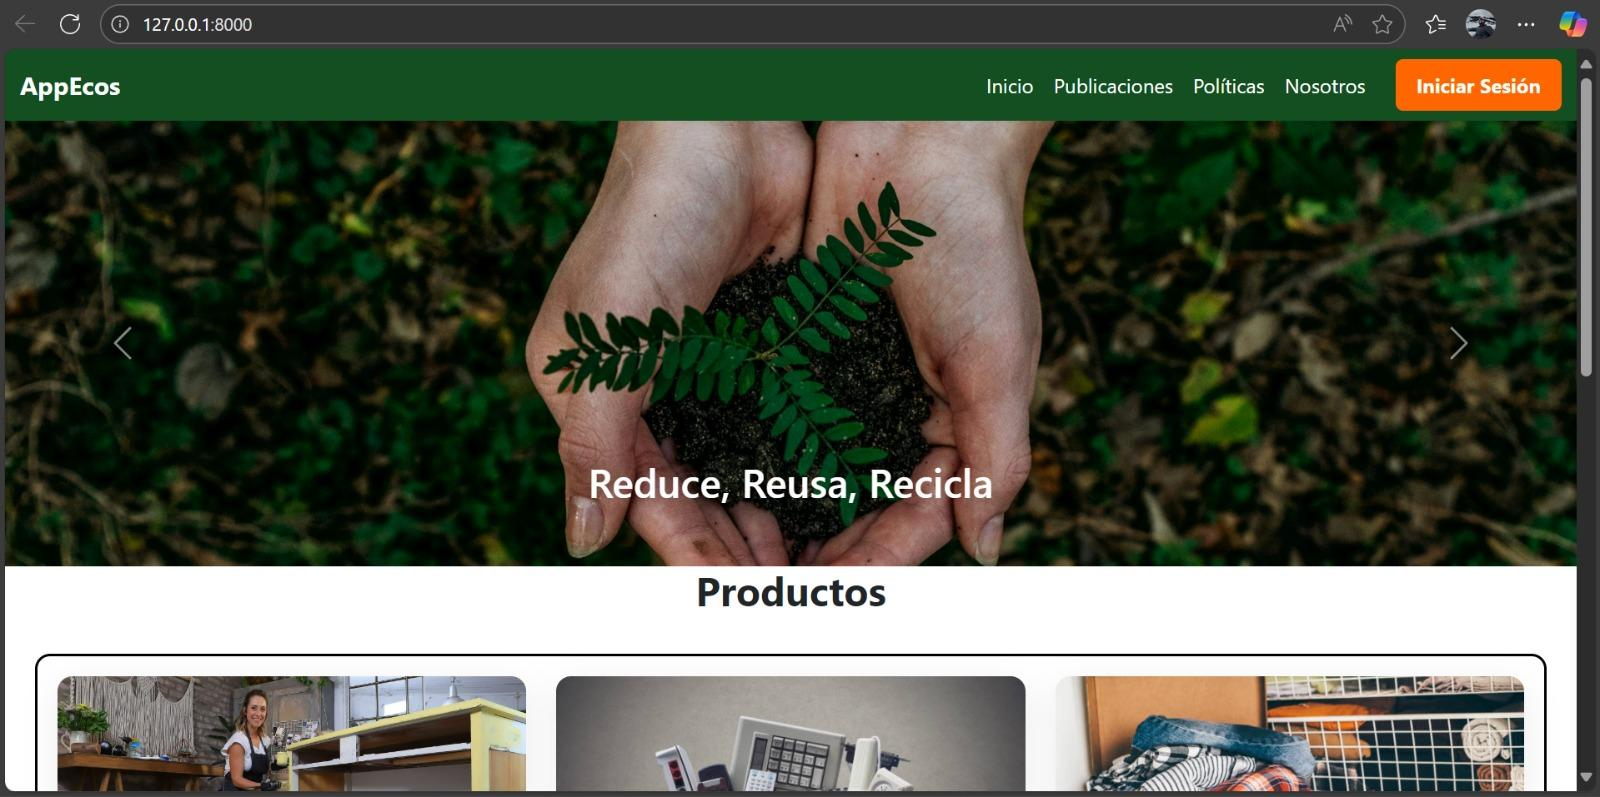 127.0.0.1:8000
AppEcos
Inicio Publicaciones Políticas Nosotros Iniciar Sesión
Reduce, Reusa, Recicla
Productos